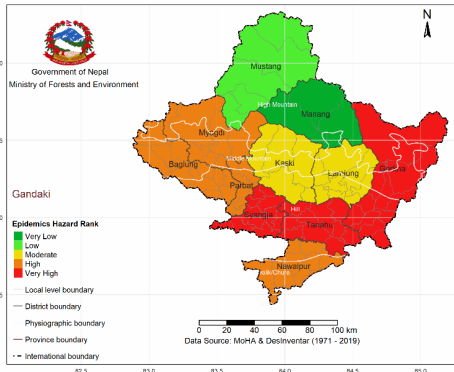 N
Government of Nepal
Ministry of Forests and Environment
Mustang
High Mountain
Manang
Myagdi
Middle Mountain
Baglung
Kaski
Lamjung
Gorkha
Parbat
Gandaki
Syangja
Hill
Tanahu
Nawalpur
Epidemics Hazard Rank
Very Low
Low
Moderate
High
Very High
Local level boundary
District boundary
Physiographic boundary
Province boundary
International boundary
0 20 40 60 80 100 km
Data Source: MoHA & DesInventar (1971 - 2019)
82.5 83.0 83.5 84.0 84.5 85.0